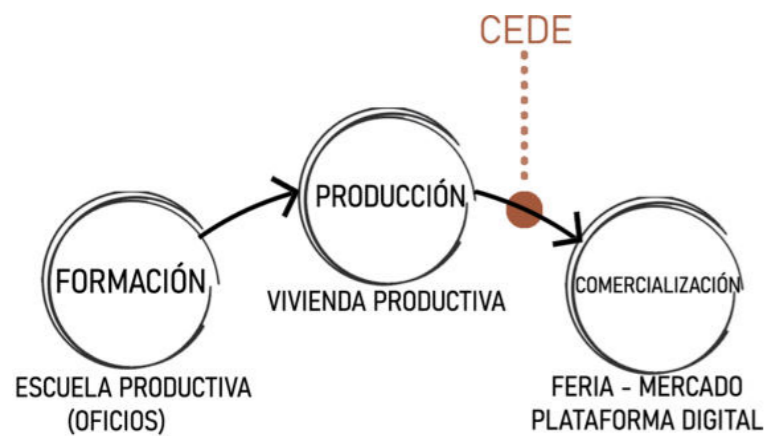 CEDE
FORMACIÓN
ESCUELA PRODUCTIVA
(OFICIOS)
PRODUCCIÓN
VIVIENDA PRODUCTIVA
COMERCIALIZACIÓN
FERIA - MERCADO
PLATAFORMA DIGITAL